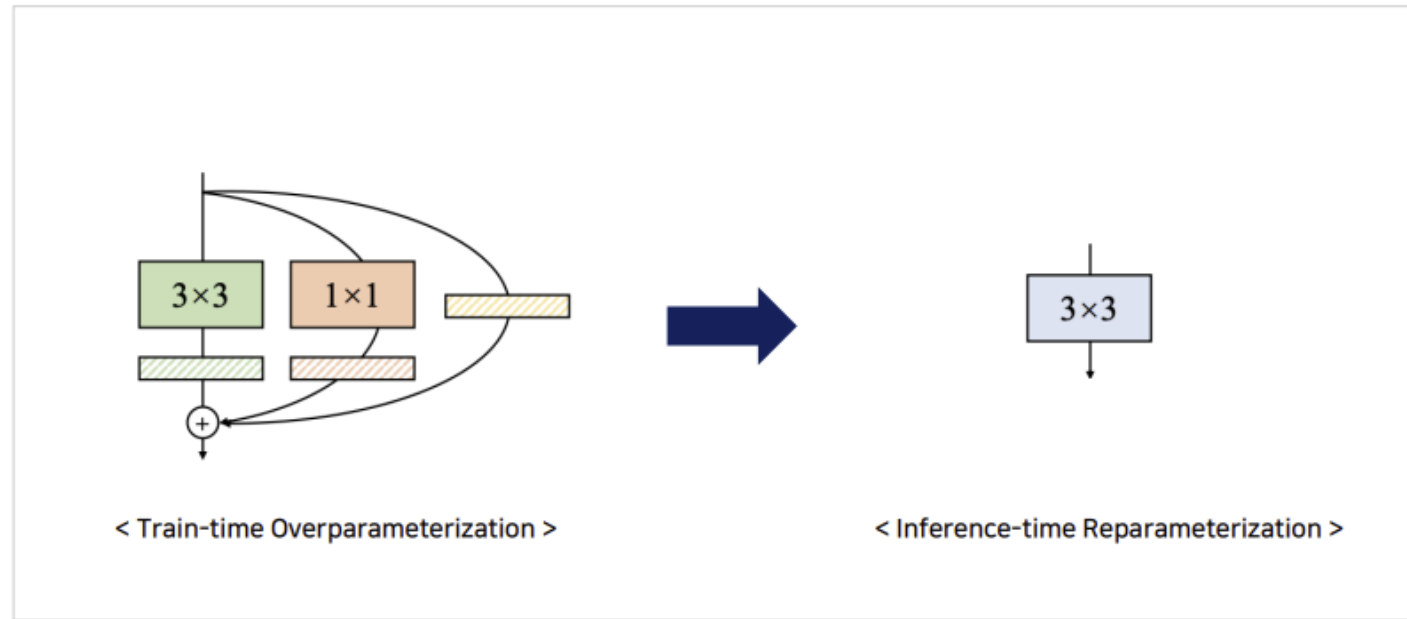 3×3
1×1
+
3×3
< Train-time Overparameterization >
< Inference-time Reparameterization >